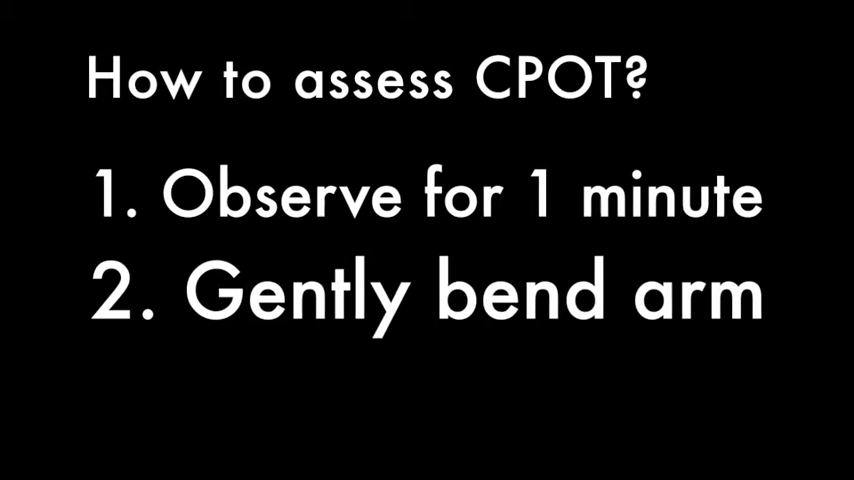 How to assess CPOT?
1. Observe for 1 minute
2. Gently bend arm